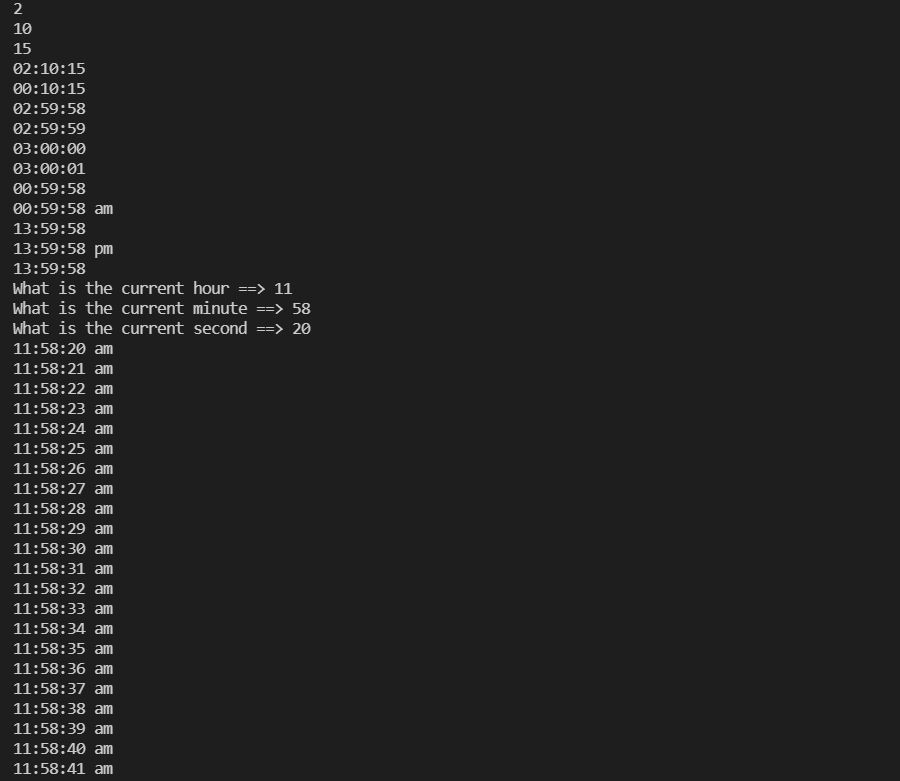 2
10
15
02:10:15
00:10:15
02:59:58
02:59:59
03:00:00
03:00:01
00:59:58
00:59:58 am
13:59:58
13:59:58 pm
13:59:58
What is the current hour ==> 11
What is the current minute ==> 58
What is the current second ==> 20
11:58:20 am
11:58:21 am
11:58:22 am
11:58:23 am
11:58:24 am
11:58:25 am
11:58:26 am
11:58:27 am
11:58:28 am
11:58:29 am
11:58:30 am
11:58:31 am
11:58:32 am
11:58:33 am
11:58:34 am
11:58:35 am
11:58:36 am
11:58:37 am
11:58:38 am
11:58:39 am
11:58:40 am
11:58:41 am